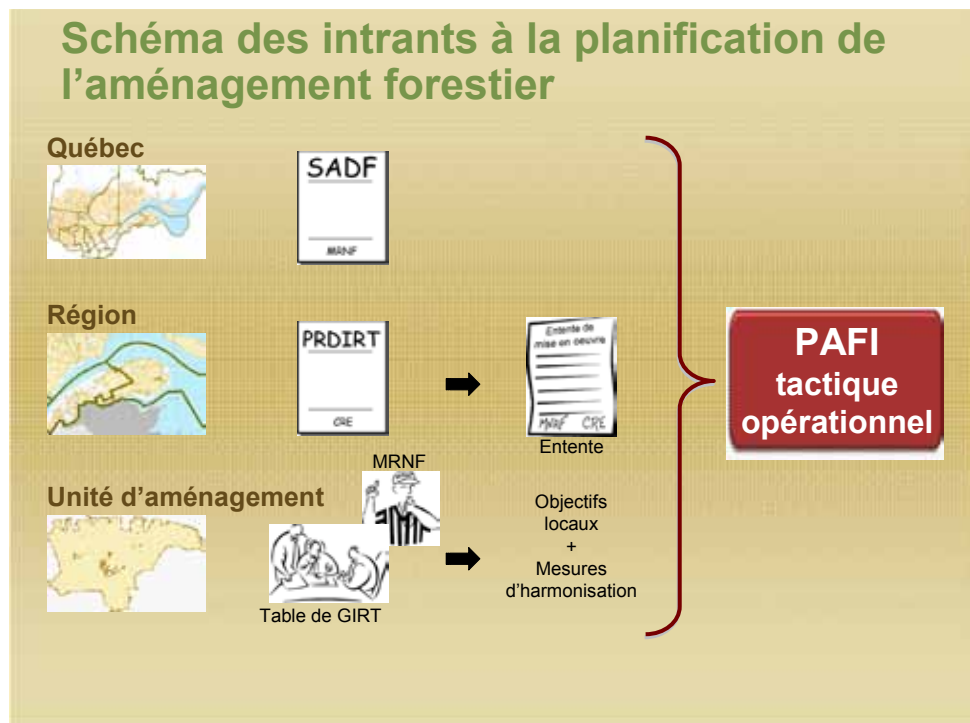 Schéma des intrants à la planification de
l'aménagement forestier
Québec
SADF
MRNF
Région
PRDIRT
CRE
Entente de
mise en oeuvre
MRNF CRE
Entente
PAFI
tactique
opérationnel
MRNF
Unité d'aménagement
Table de GIRT
Objectifs
locaux
+
Mesures
d'harmonisation